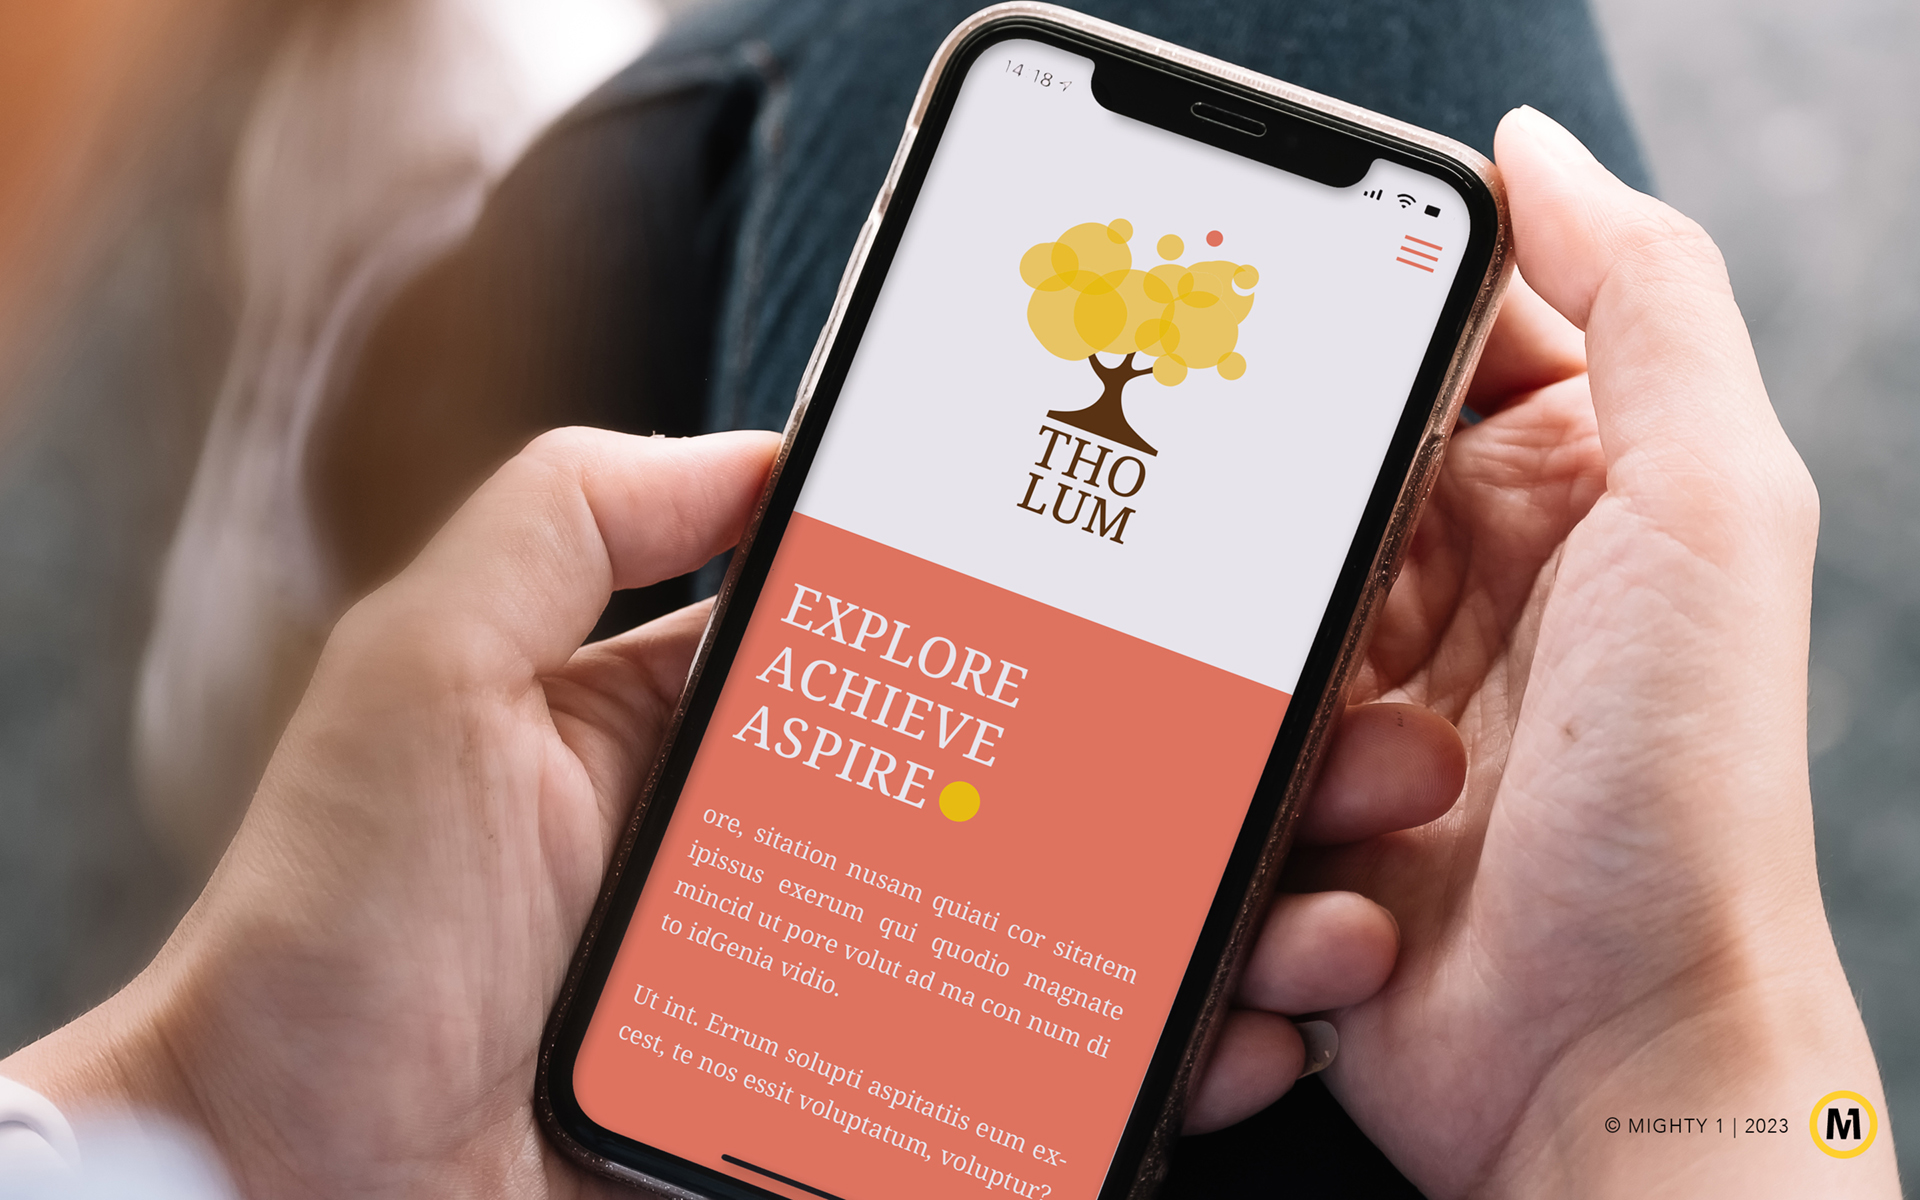 14 18
THO
LUM
EXPLORE
ACHIEVE
ASPIRE
ore, sitation nusam quiati cor sitatem
ipissus exerum qui quodio magnate
mincid ut pore volut ad ma con num di
to idGenia vidio.
Ut int. Errum solupti aspitatiis eum ex-
cest, te nos essit voluptatum, voluptur?
© MIGHTY 1 | 2023
M1